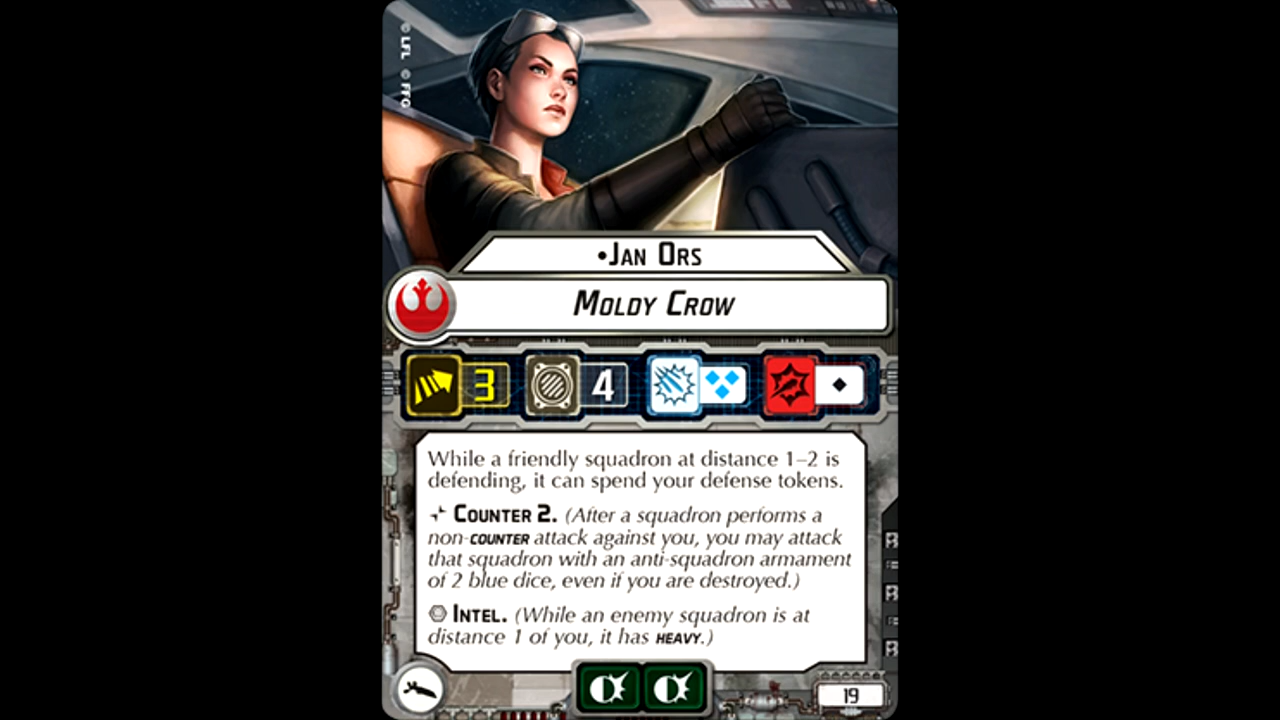 © LFL © FFG
•Jan Ors
Moldy Crow
3 4
While a friendly squadron at distance 1–2 is
defending, it can spend your defense tokens.
Counter 2. (After a squadron performs a
non-counter attack against you, you may attack
that squadron with an anti-squadron armament
of 2 blue dice, even if you are destroyed.)
Intel. (While an enemy squadron is at
distance 1 of you, it has heavy.)
19